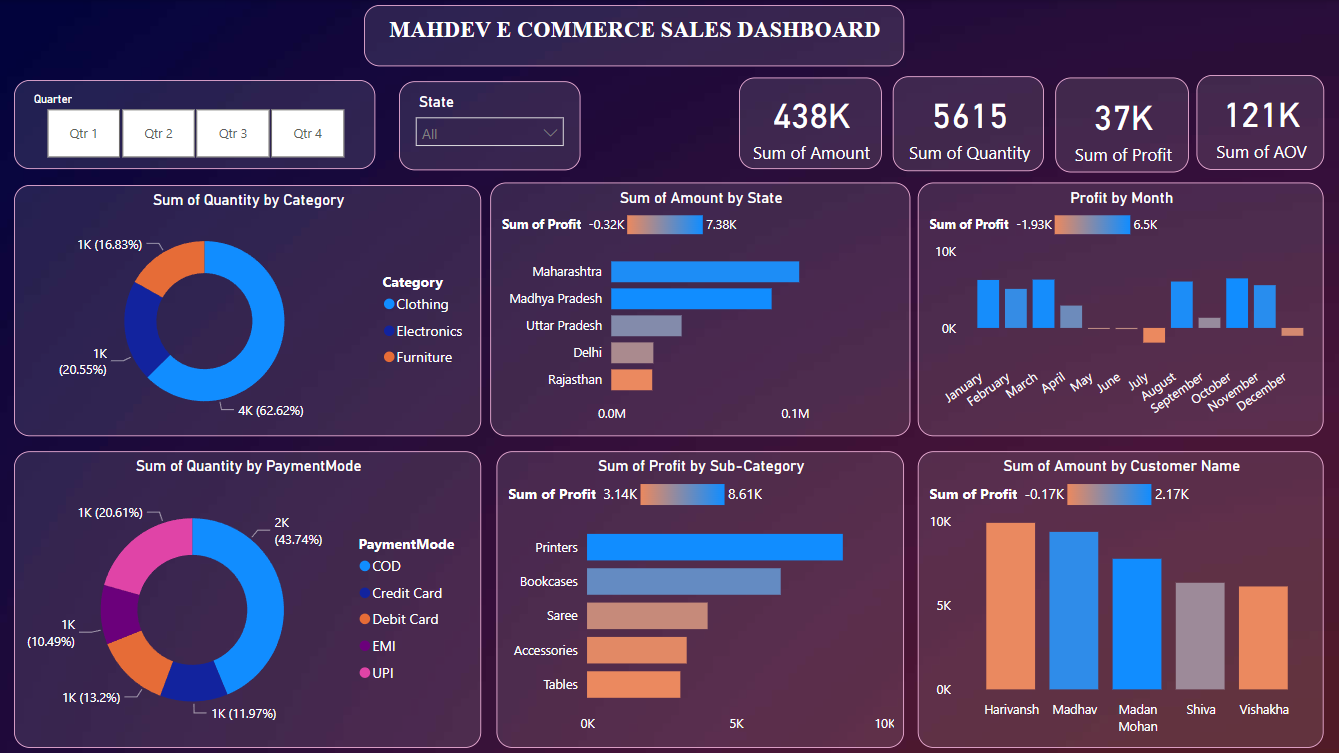 MAHDEV E COMMERCE SALES DASHBOARD
Quarter
Qtr 1
Qtr 2
Qtr 3
Qtr 4
State
All
438K
Sum of Amount
5615
Sum of Quantity
37K
Sum of Profit
121K
Sum of AOV
Sum of Quantity by Category
1K (16.83%)
1K
(20.55%)
4K (62.62%)
Category
Clothing
Electronics
Furniture
Sum of Amount by State
Sum of Profit -0.32K 7.38K
Maharashtra
Madhya Pradesh
Uttar Pradesh
Delhi
Rajasthan
0.0M 0.1M
Profit by Month
Sum of Profit -1.93K 6.5K
10K
0K
January
February
March
April
May
June
July
August
September
October
November
December
Sum of Quantity by PaymentMode
1K (20.61%)
2K
(43.74%)
1K
(10.49%)
1K (13.2%)
1K (11.97%)
PaymentMode
COD
Credit Card
Debit Card
EMI
UPI
Sum of Profit by Sub-Category
Sum of Profit 3.14K 8.61K
Printers
Bookcases
Saree
Accessories
Tables
0K 5K 10K
Sum of Amount by Customer Name
Sum of Profit -0.17K 2.17K
10K
5K
0K
Harivansh
Madhav
Madan
Mohan
Shiva
Vishakha